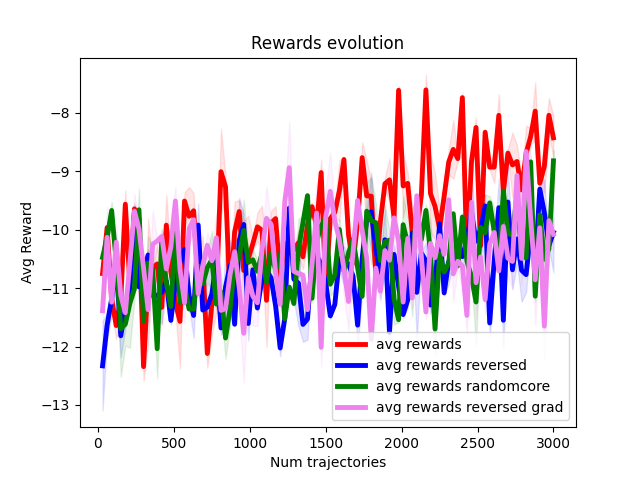 Rewards evolution
Avg Reward
−8
−9
−10
−11
−12
−13
avg rewards
avg rewards reversed
avg rewards randomcore
avg rewards reversed grad
0
500
1000
1500
2000
2500
3000
Num trajectories